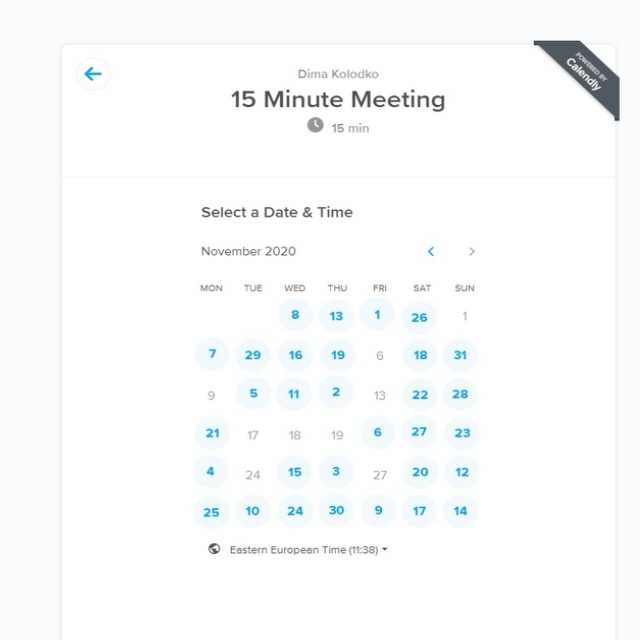 POWERED BY
Calendly
Dima Kolodko
15 Minute Meeting
15 min
Select a Date & Time
November 2020
MON TUE WED THU FRI SAT SUN
8 13 1 26 1
7 29 16 19 6 18 31
9 5 11 2 13 22 28
21 17 18 19 6 27 23
4 24 15 3 27 20 12
25 10 24 30 9 17 14
Eastern European Time (11:38)